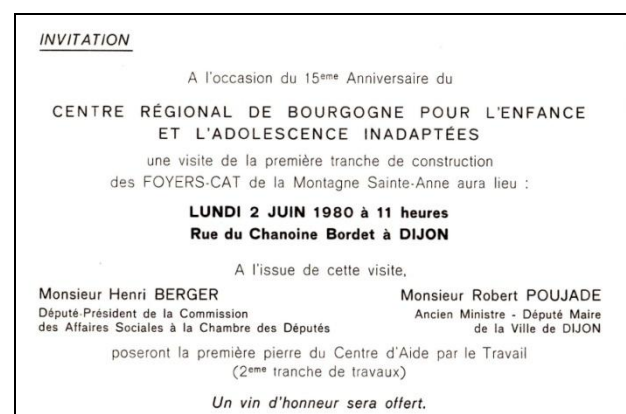 INVITATION
A l'occasion du 15eme Anniversaire du
CENTRE RÉGIONAL DE BOURGOGNE POUR L'ENFANCE
ET L'ADOLESCENCE INADAPTÉES
une visite de la première tranche de construction
des FOYERS-CAT de la Montagne Sainte-Anne aura lieu :
LUNDI 2 JUIN 1980 à 11 heures
Rue du Chanoine Bordet à DIJON
A l'issue de cette visite,
Monsieur Henri BERGER
Député-Président de la Commission
des Affaires Sociales à la Chambre des Députés
Monsieur Robert POUJADE
Ancien Ministre - Député Maire
de la Ville de DIJON
poseront la première pierre du Centre d'Aide par le Travail
(2eme tranche de travaux)
Un vin d'honneur sera offert.